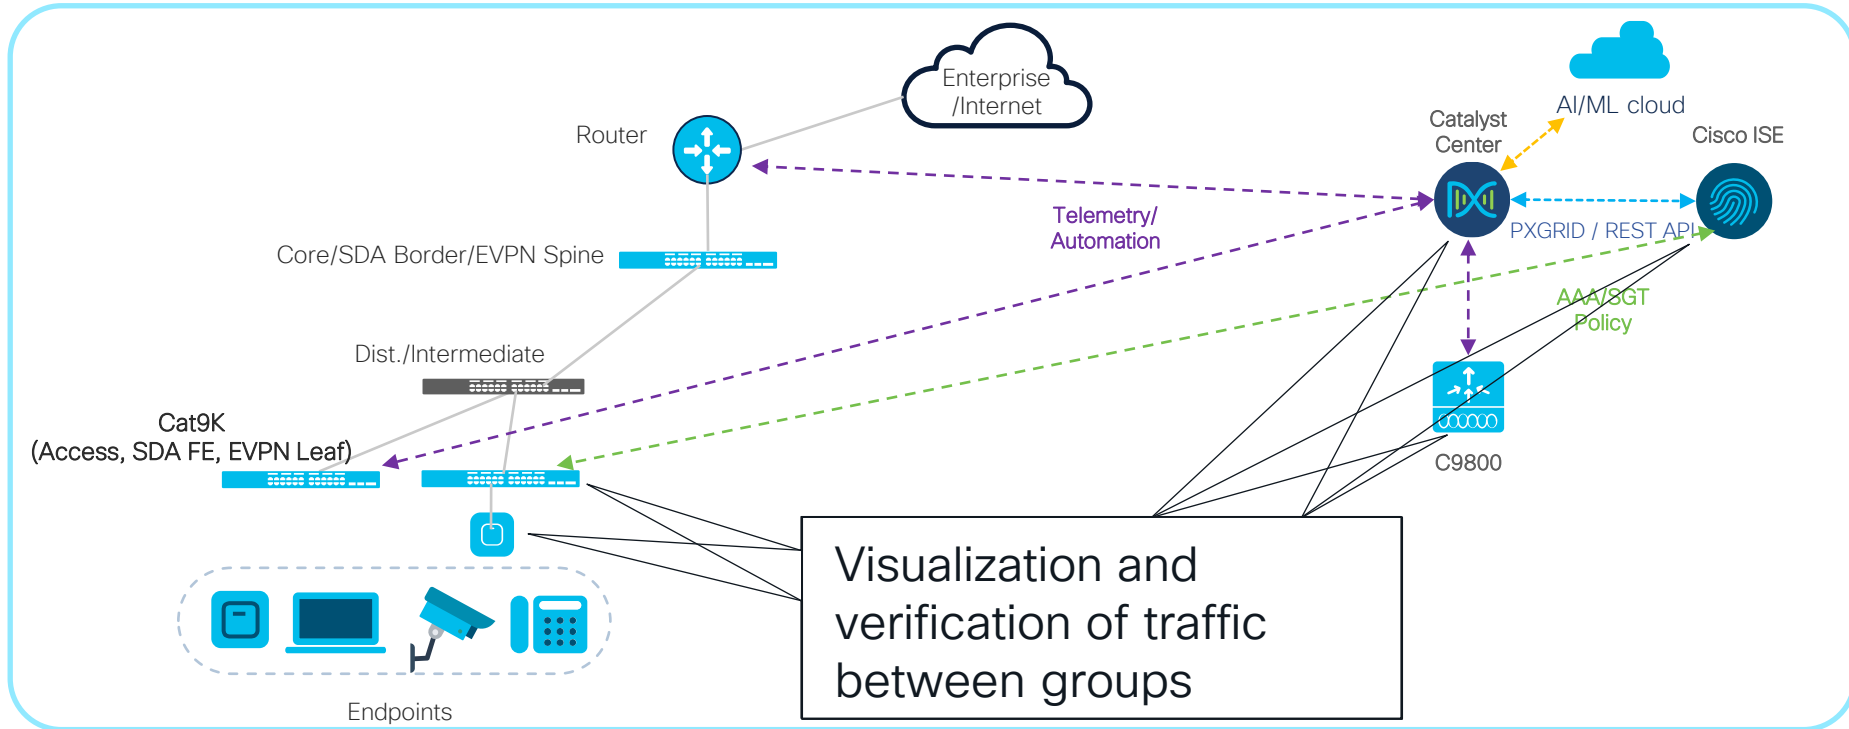 Enterprise
/Internet
AI/ML cloud
Router
Catalyst
Center
Cisco ISE
Telemetry/
Automation
PXGRID / REST API
Core/SDA Border/EVPN Spine
AAA/SGT
Policy
Dist./Intermediate
Cat9K
(Access, SDA FE, EVPN Leaf)
C9800
Visualization and
verification of traffic
between groups
Endpoints